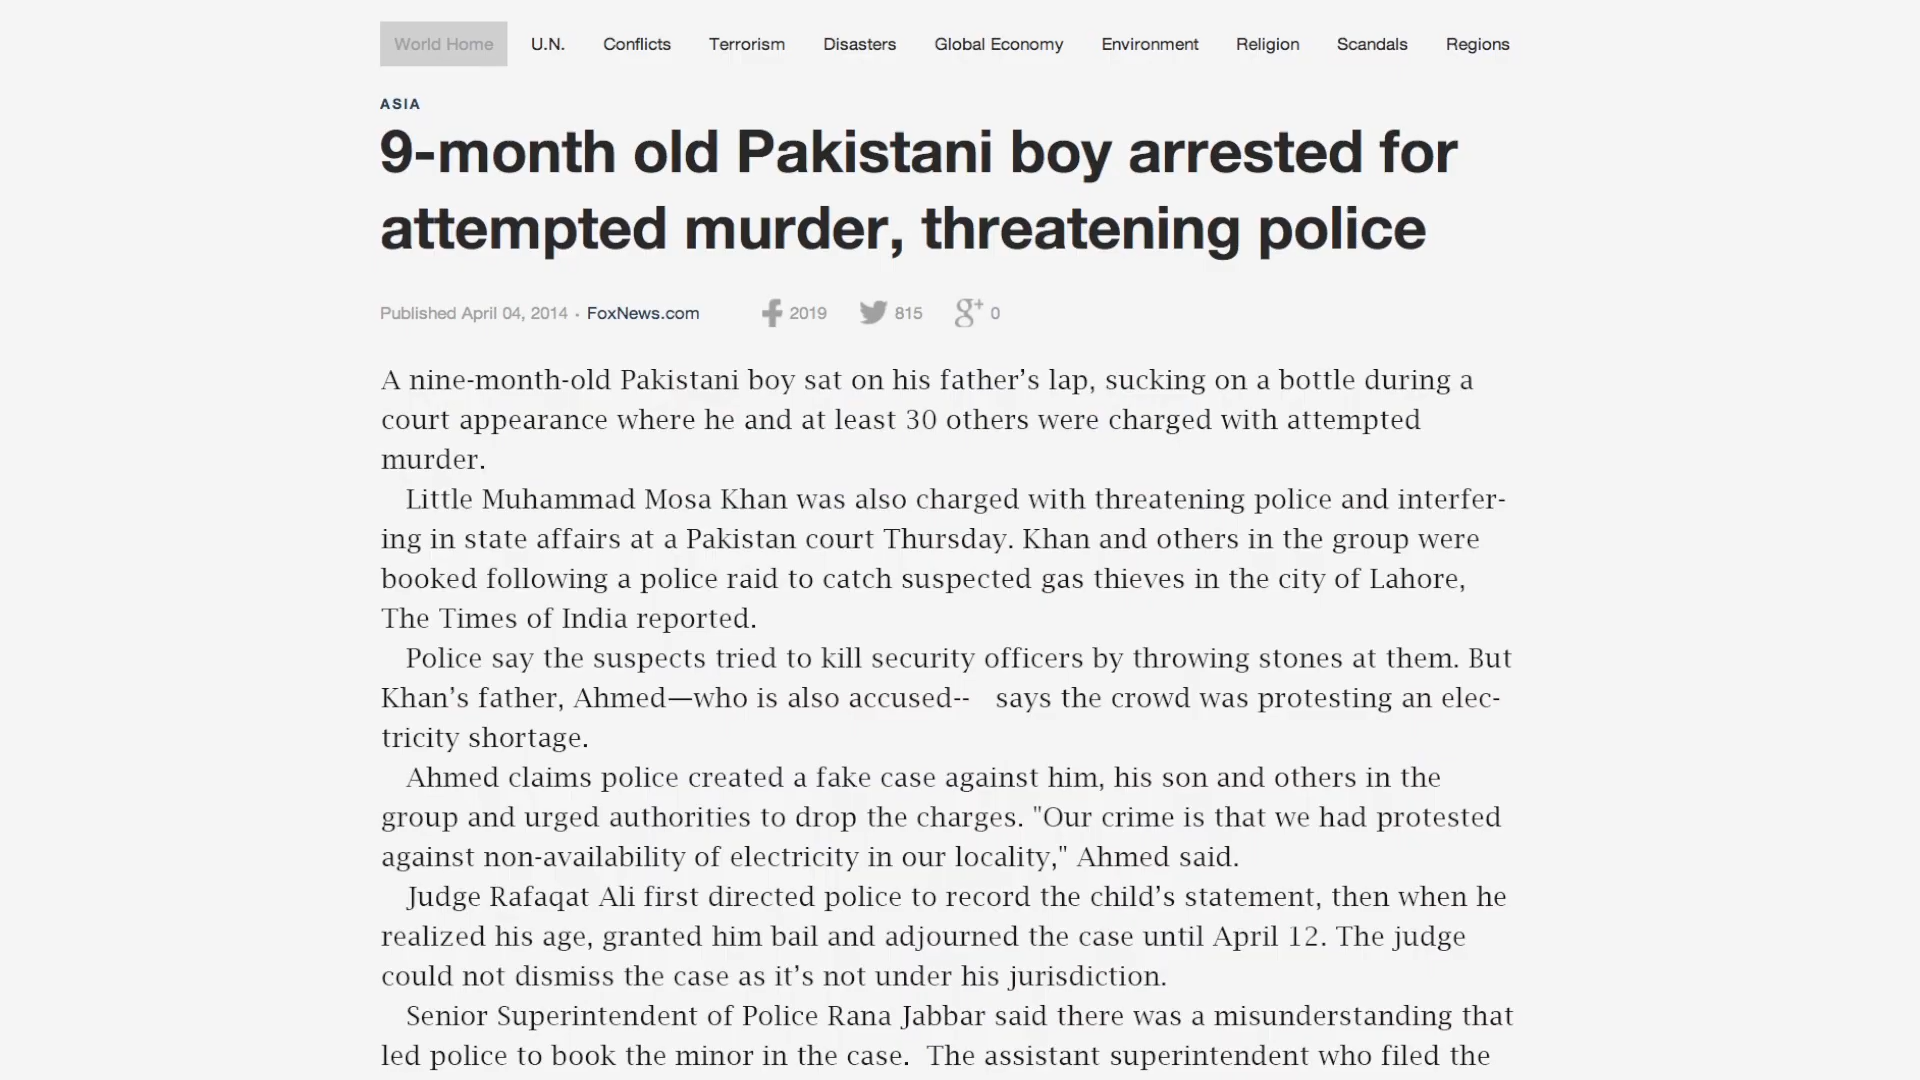 World Home U.N. Conflicts Terrorism Disasters Global Economy Environment Religion Scandals Regions
ASIA
9-month old Pakistani boy arrested for
attempted murder, threatening police
Published April 04, 2014 · FoxNews.com 2019 815 g+ 0
A nine-month-old Pakistani boy sat on his father’s lap, sucking on a bottle during a
court appearance where he and at least 30 others were charged with attempted
murder.
Little Muhammad Mosa Khan was also charged with threatening police and interfer-
ing in state affairs at a Pakistan court Thursday. Khan and others in the group were
booked following a police raid to catch suspected gas thieves in the city of Lahore,
The Times of India reported.
Police say the suspects tried to kill security officers by throwing stones at them. But
Khan’s father, Ahmed—who is also accused-- says the crowd was protesting an elec-
tricity shortage.
Ahmed claims police created a fake case against him, his son and others in the
group and urged authorities to drop the charges. "Our crime is that we had protested
against non-availability of electricity in our locality," Ahmed said.
Judge Rafaqat Ali first directed police to record the child’s statement, then when he
realized his age, granted him bail and adjourned the case until April 12. The judge
could not dismiss the case as it’s not under his jurisdiction.
Senior Superintendent of Police Rana Jabbar said there was a misunderstanding that
led police to book the minor in the case. The assistant superintendent who filed the